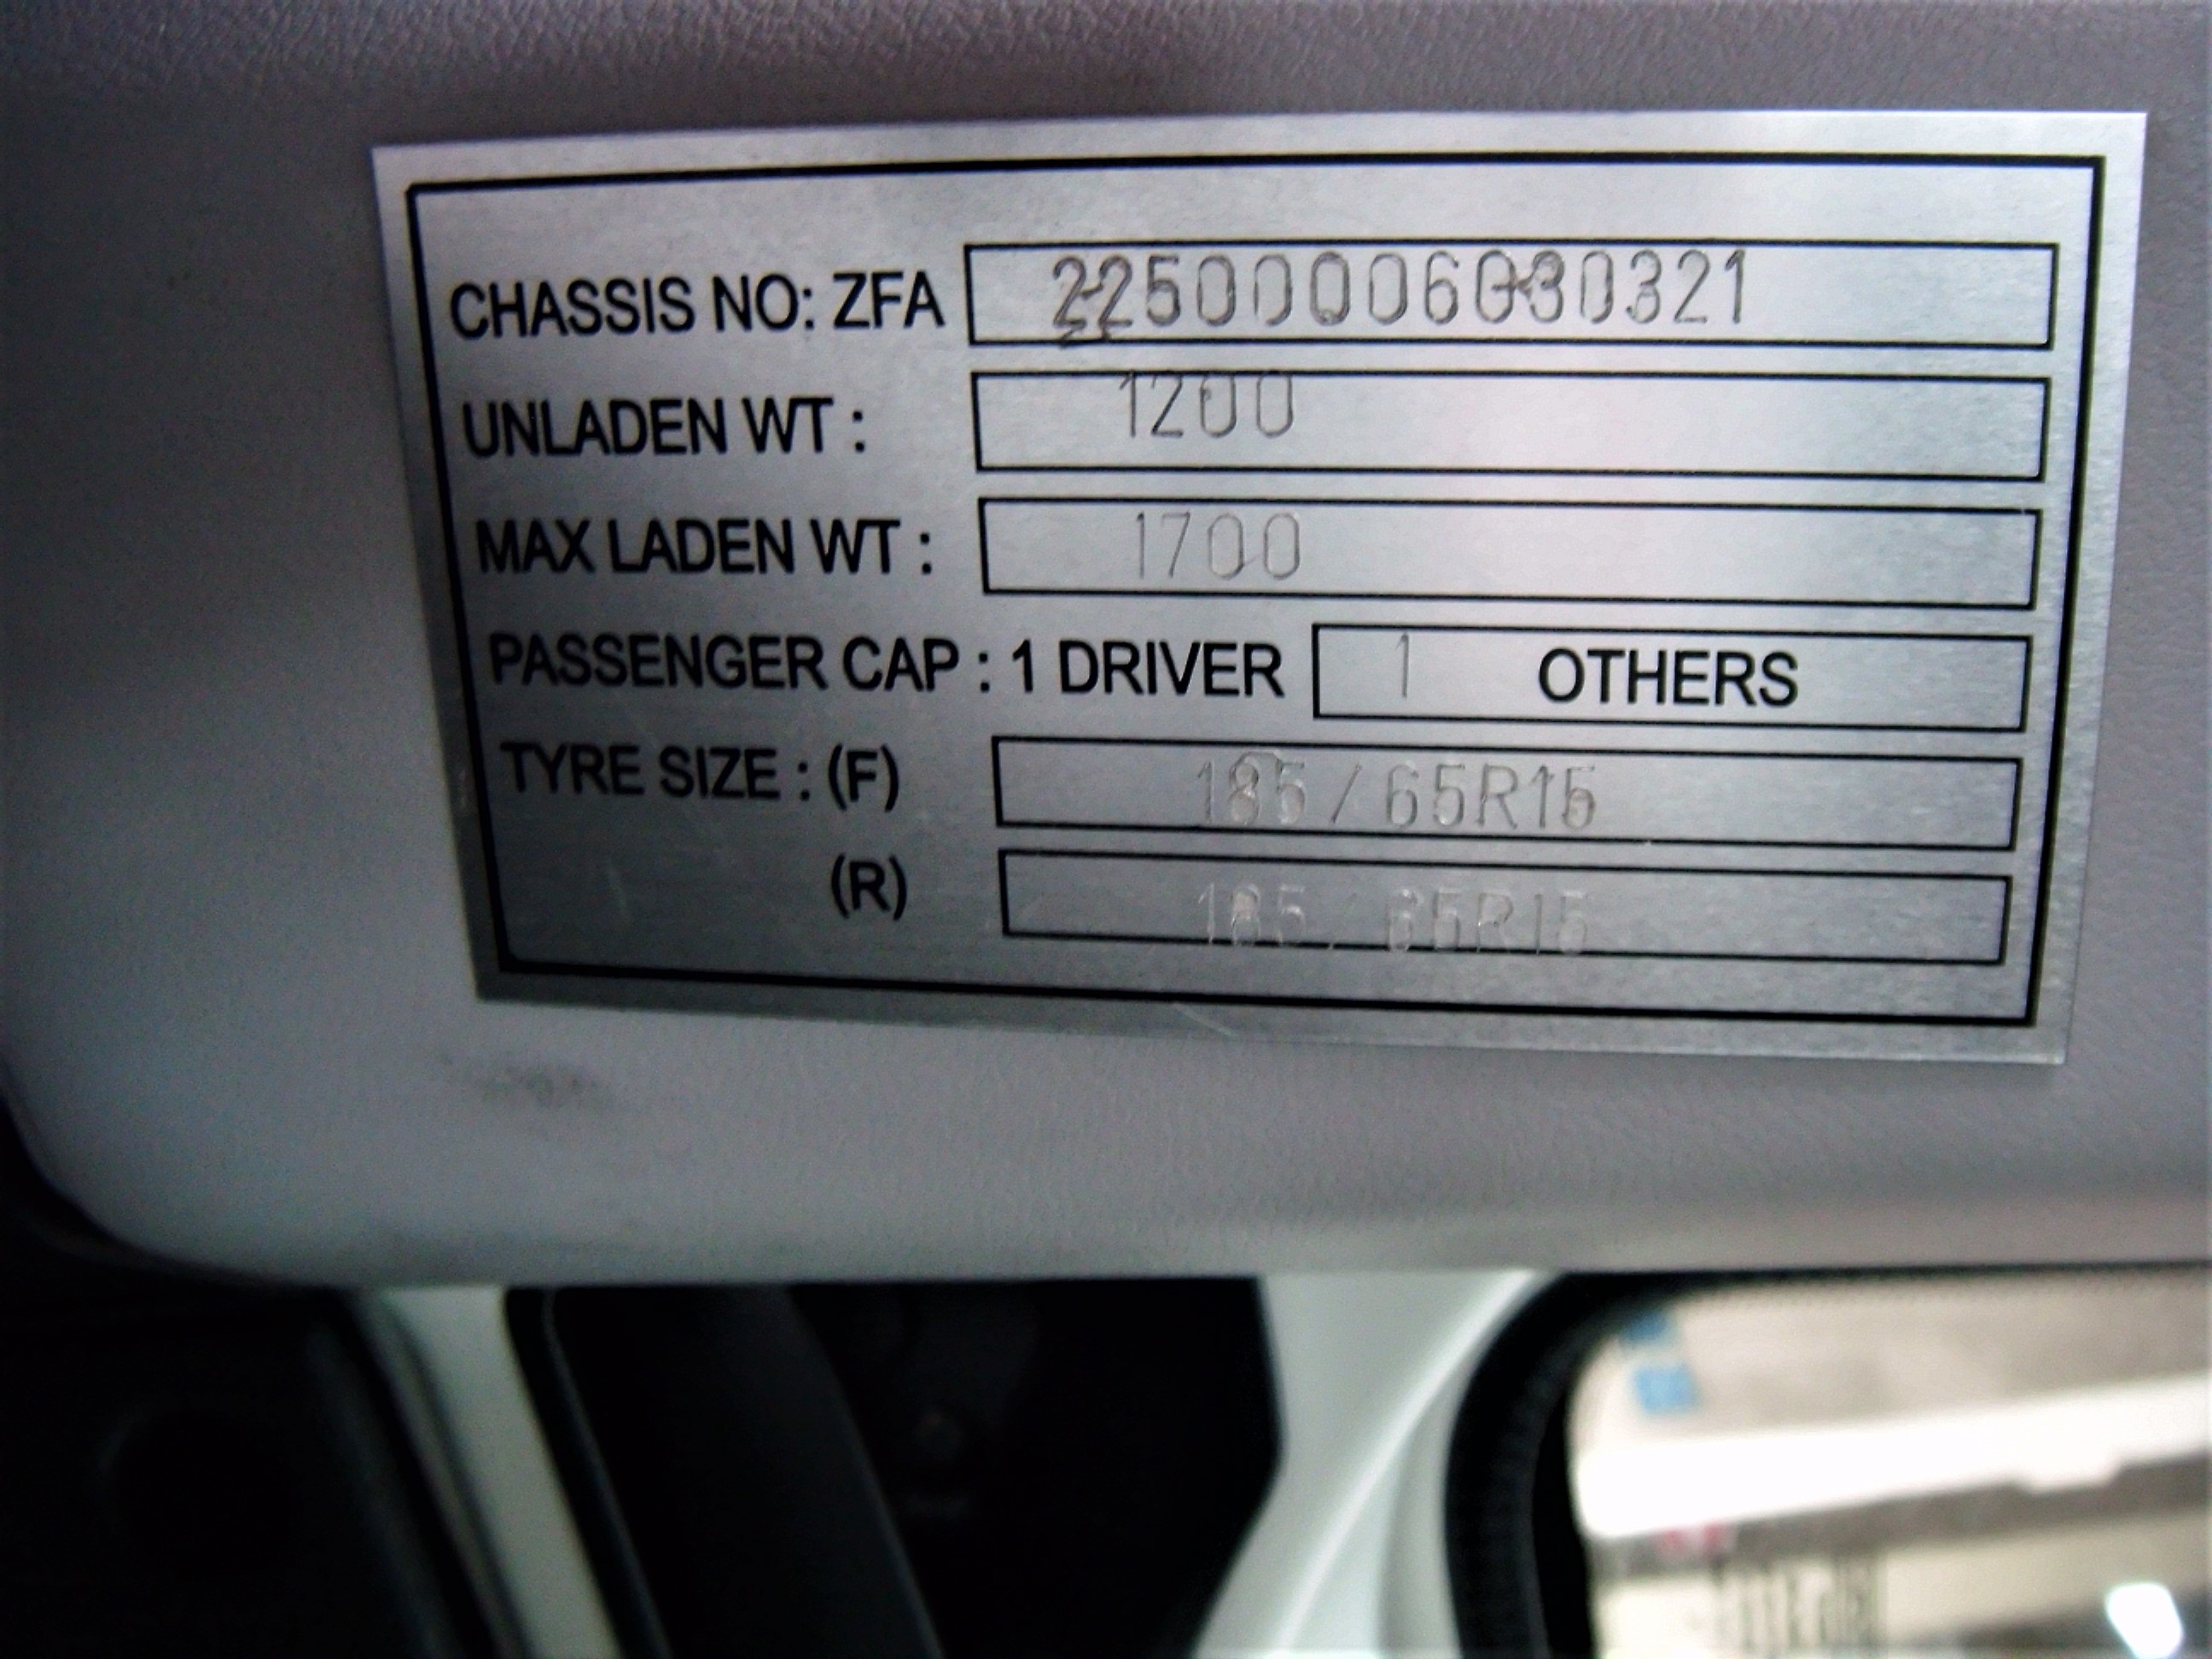 CHASSIS NO: ZFA 22500006030321
UNLADEN WT : 1200
MAX LADEN WT : 1700
PASSENGER CAP : 1 DRIVER 1 OTHERS
TYRE SIZE : (F) 185/65R15
(R) 185/65R15